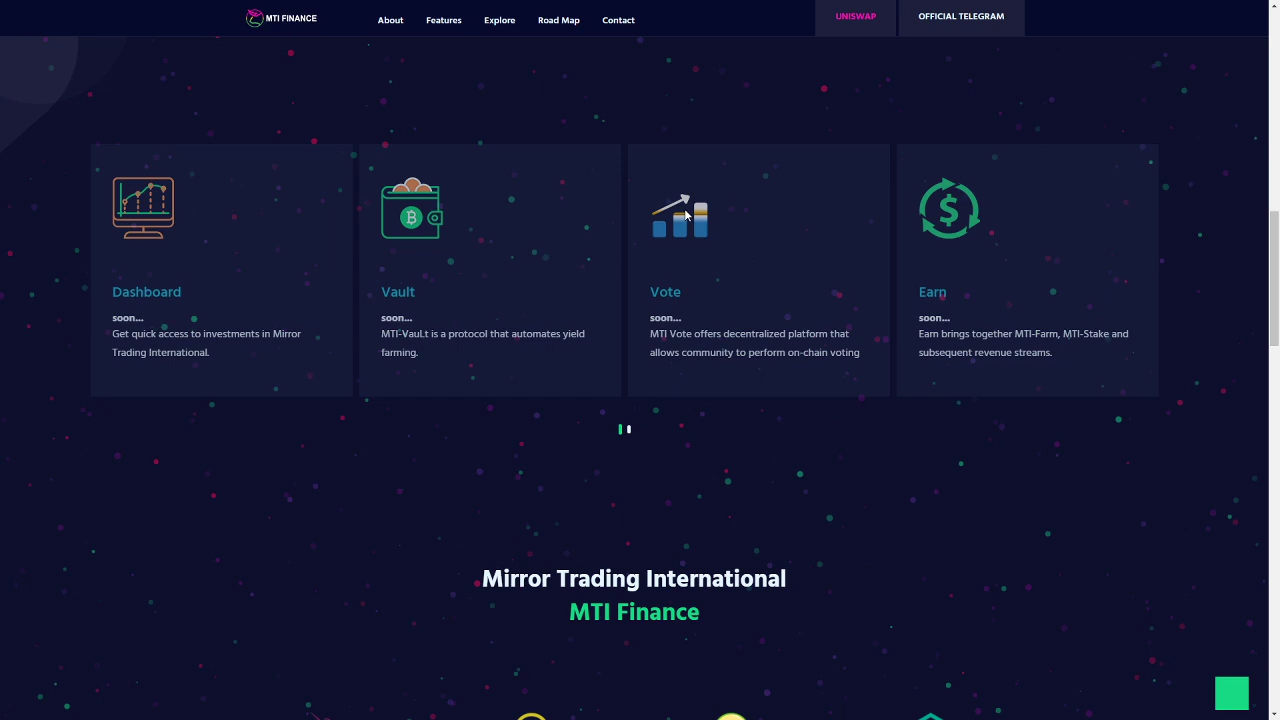 MTI FINANCE
About
Features
Explore
Road Map
Contact
UNISWAP
OFFICIAL TELEGRAM
Dashboard
soon...
Get quick access to investments in Mirror
Trading International.
Vault
soon...
MTI-VauLt is a protocol that automates yield
farming.
Vote
soon...
MTI Vote offers decentralized platform that
allows community to perform on-chain voting
Earn
soon...
Earn brings together MTI-Farm, MTI-Stake and
subsequent revenue streams.
Mirror Trading International
MTI Finance